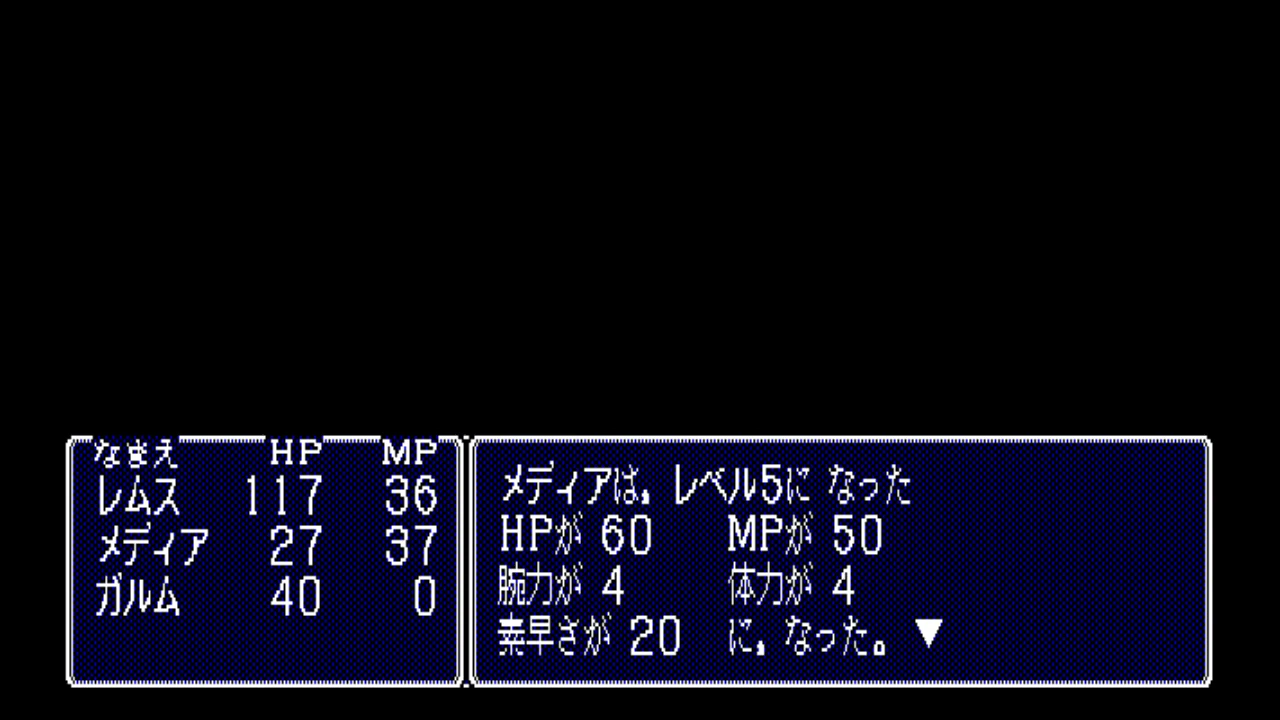 なまえ HP MP
レムス 117 36
メディア 27 37
ガルム 40 0
メディアは，レベル5に なった
HPが 60 MPが 50
腕力が 4 体力が 4
素早さが 20 に，なった。▼